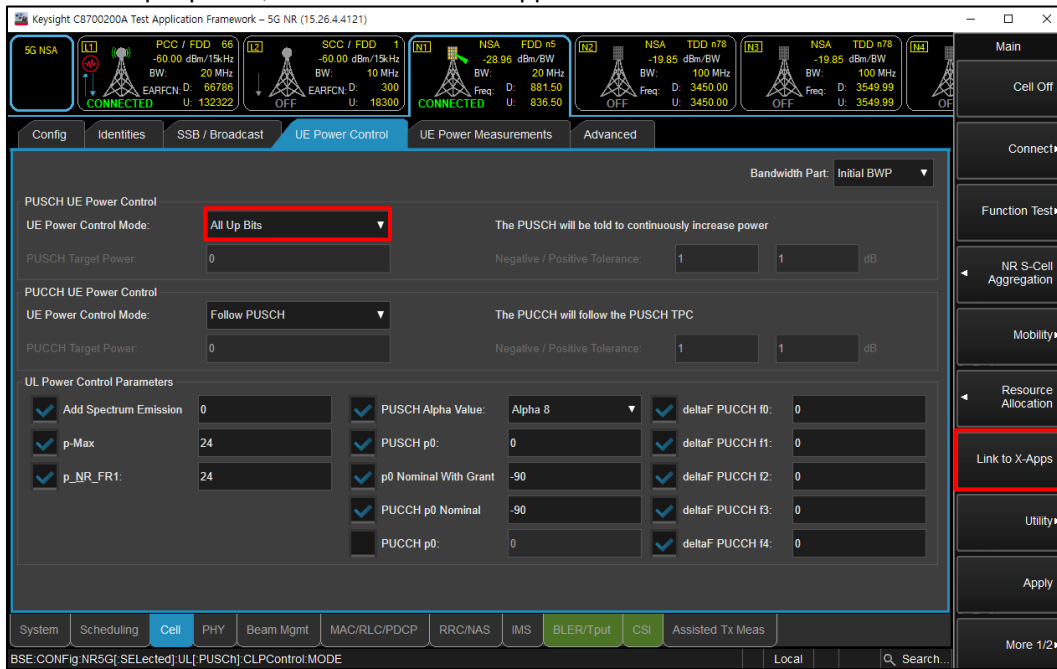 Keysight C8700200A Test Application Framework – 5G NR (15.26.4.4121)
5G NSA
L1
PCC / FDD 66
-60.00 dBm/15kHz
BW: 20 MHz
EARFCN: D: 66786
U: 132322
CONNECTED
L2
SCC / FDD 1
-60.00 dBm/15kHz
BW: 10 MHz
EARFCN: D: 300
U: 18300
OFF
N1
NSA FDD n5
-28.96 dBm/BW
BW: 20 MHz
Freq: D: 881.50
U: 836.50
CONNECTED
N2
NSA TDD n78
-19.85 dBm/BW
BW: 100 MHz
Freq: D: 3450.00
U: 3450.00
OFF
N3
NSA TDD n78
-19.85 dBm/BW
BW: 100 MHz
Freq: D: 3549.99
U: 3549.99
OFF
N4
Config Identities SSB / Broadcast UE Power Control UE Power Measurements Advanced
Bandwidth Part: Initial BWP
PUSCH UE Power Control
UE Power Control Mode: All Up Bits The PUSCH will be told to continuously increase power
PUSCH Target Power: 0 Negative / Positive Tolerance: 1 1 dB
PUCCH UE Power Control
UE Power Control Mode: Follow PUSCH The PUCCH will follow the PUSCH TPC
PUCCH Target Power: 0 Negative / Positive Tolerance: 1 1 dB
UL Power Control Parameters
Add Spectrum Emission 0 PUSCH Alpha Value: Alpha 8 deltaF PUCCH f0: 0
p-Max 24 PUSCH p0: 0 deltaF PUCCH f1: 0
p_NR_FR1: 24 p0 Nominal With Grant -90 deltaF PUCCH f2: 0
PUCCH p0 Nominal -90 deltaF PUCCH f3: 0
PUCCH p0: 0 deltaF PUCCH f4: 0
System Scheduling Cell PHY Beam Mgmt MAC/RLC/PDCP RRC/NAS IMS BLER/Tput CSI Assisted Tx Meas
BSE:CONFig:NR5G[:SELected]:UL[:PUSCh]:CLPControl:MODE Local Search...
Main
Cell Off
Connect
Function Test
NR S-Cell
Aggregation
Mobility
Resource
Allocation
Link to X-Apps
Utility
Apply
More 1/2